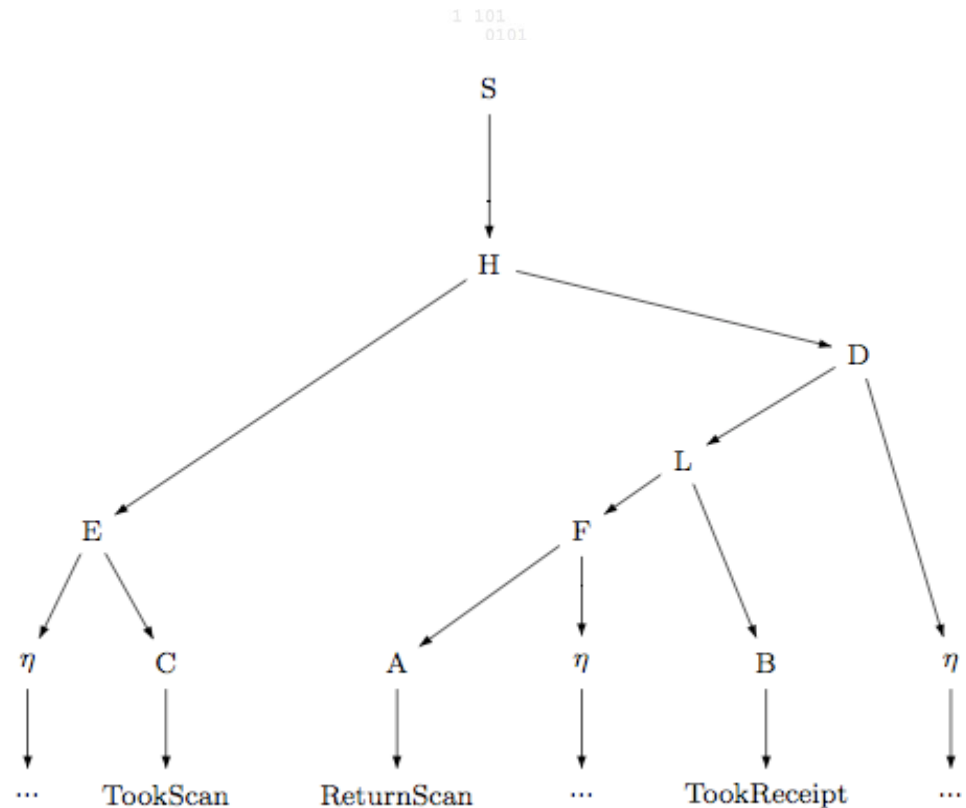 1 101
0101
S
H
D
L
E F
η C A η B η
... TookScan ReturnScan ... TookReceipt ...